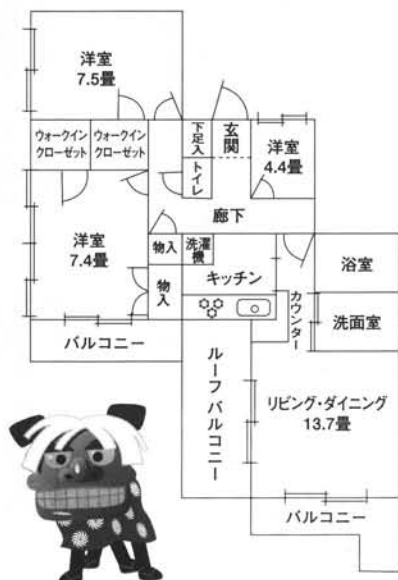 洋室
7.5畳
ウォークイン
クローゼット
ウォークイン
クローゼット
下足入
玄関
トイレ
洋室
4.4畳
廊下
洋室
7.4畳
物入
洗濯
機
物入
キッチン
浴室
カウンター
洗面室
バルコニー
ルーフバルコニー
リビング・ダイニング
13.7畳
バルコニー